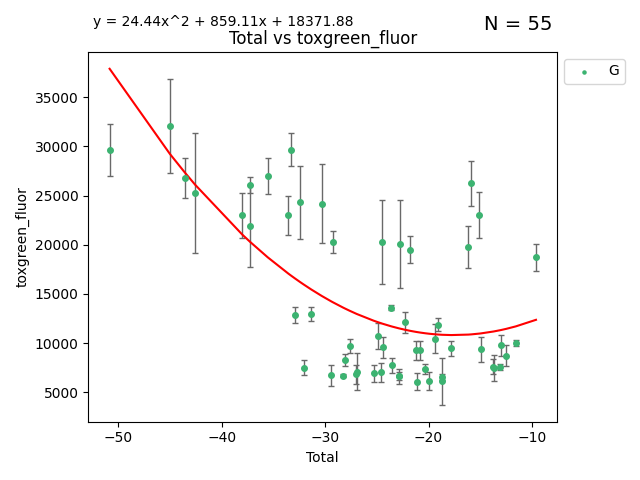 y = 24.44x^2 + 859.11x + 18371.88
N = 55
Total vs toxgreen_fluor
G
35000
30000
25000
20000
15000
10000
5000
toxgreen_fluor
−50
−40
−30
−20
−10
Total